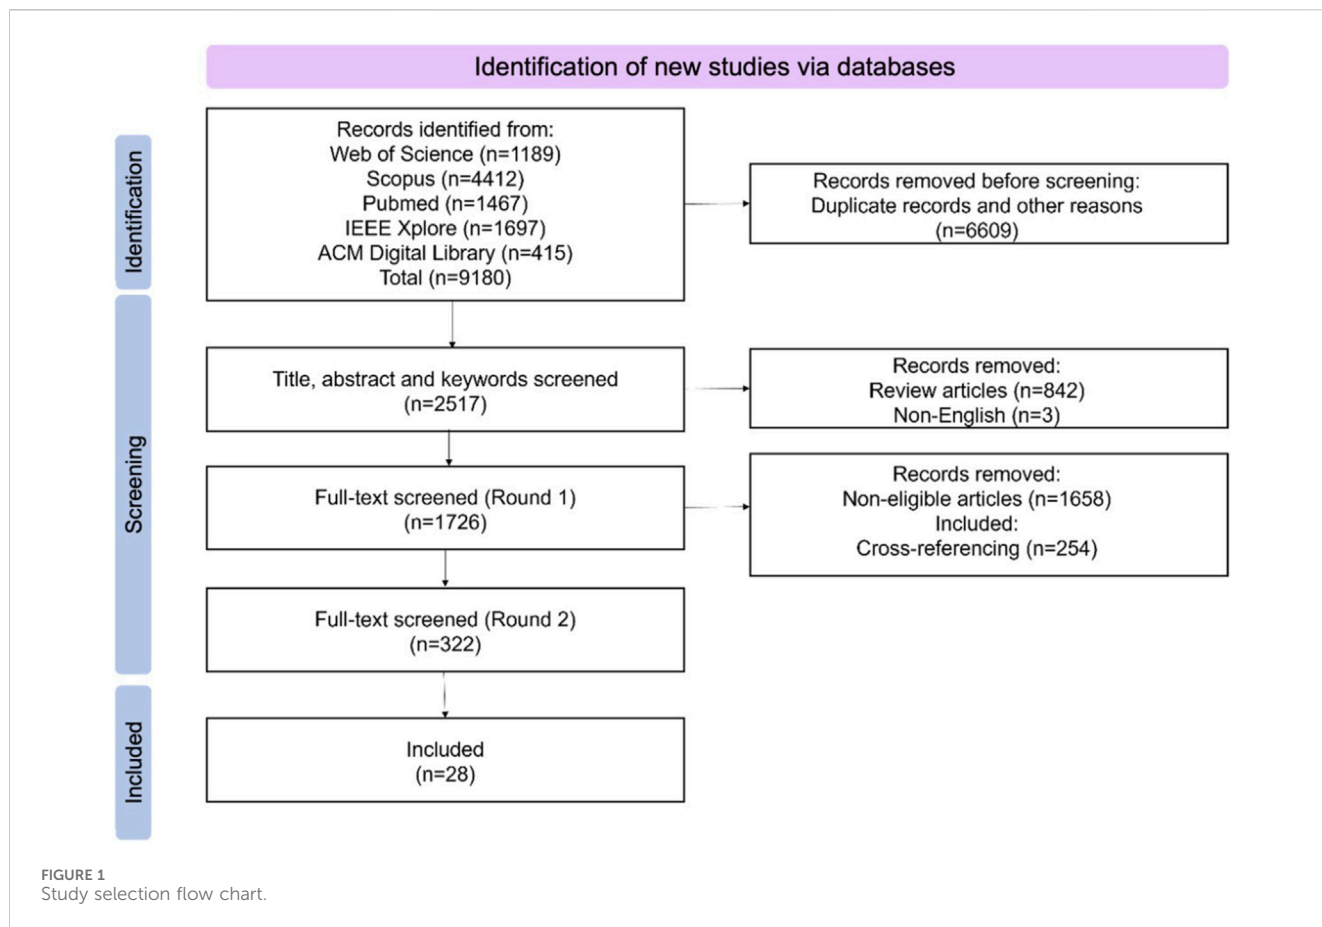 Identification of new studies via databases
Identification
Records identified from:
Web of Science (n=1189)
Scopus (n=4412)
Pubmed (n=1467)
IEEE Xplore (n=1697)
ACM Digital Library (n=415)
Total (n=9180)
Records removed before screening:
Duplicate records and other reasons
(n=6609)
Screening
Title, abstract and keywords screened
(n=2517)
Records removed:
Review articles (n=842)
Non-English (n=3)
Full-text screened (Round 1)
(n=1726)
Records removed:
Non-eligible articles (n=1658)
Included:
Cross-referencing (n=254)
Full-text screened (Round 2)
(n=322)
Included
Included
(n=28)
FIGURE 1
Study selection flow chart.